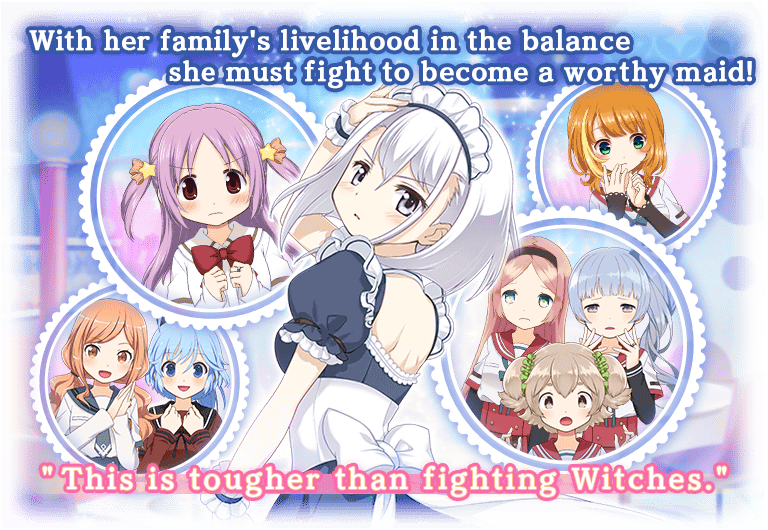 With her family's livelihood in the balance
she must fight to become a worthy maid!
"This is tougher than fighting Witches."